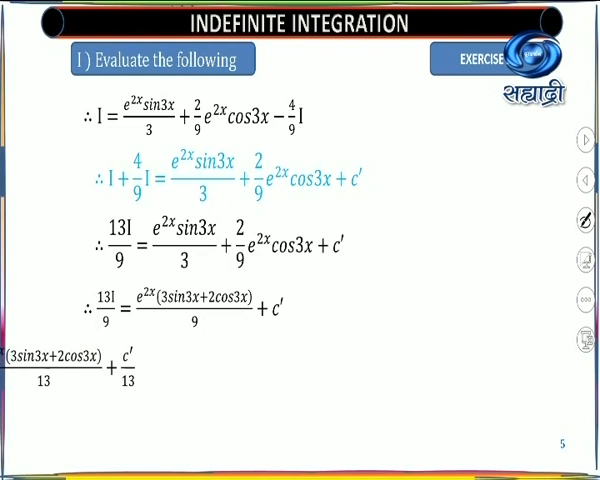 INDEFINITE INTEGRATION
I ) Evaluate the following
EXERCISE
सह्याद्री
∴ I = e^{2x}sin3x/3 + 2/9 e^{2x}cos3x − 4/9 I
∴ I + 4/9 I = e^{2x}sin3x/3 + 2/9 e^{2x}cos3x + c′
∴ 13I/9 = e^{2x}sin3x/3 + 2/9 e^{2x}cos3x + c′
∴ 13I/9 = e^{2x}(3sin3x+2cos3x)/9 + c′
(3sin3x+2cos3x)/13 + c′/13
5